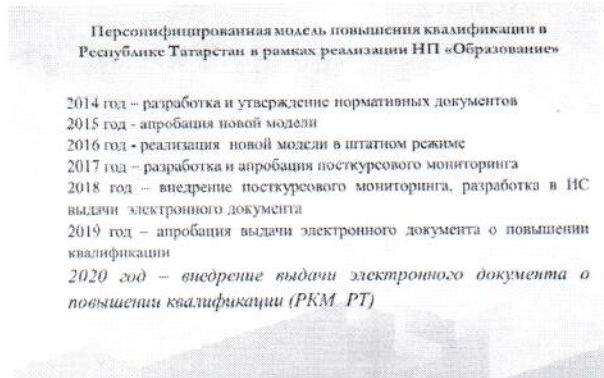 Персонифицированная модель повышения квалификации в
Республике Татарстан в рамках реализации НП «Образование»
2014 год – разработка и утверждение нормативных документов
2015 год - апробация новой модели
2016 год - реализация новой модели в штатном режиме
2017 год – разработка и апробация посткурсового мониторинга
2018 год – внедрение посткурсового мониторинга, разработка в ИС
выдачи электронного документа
2019 год – апробация выдачи электронного документа о повышении
квалификации
2020 год – внедрение выдачи электронного документа о
повышении квалификации (РКМ РТ)